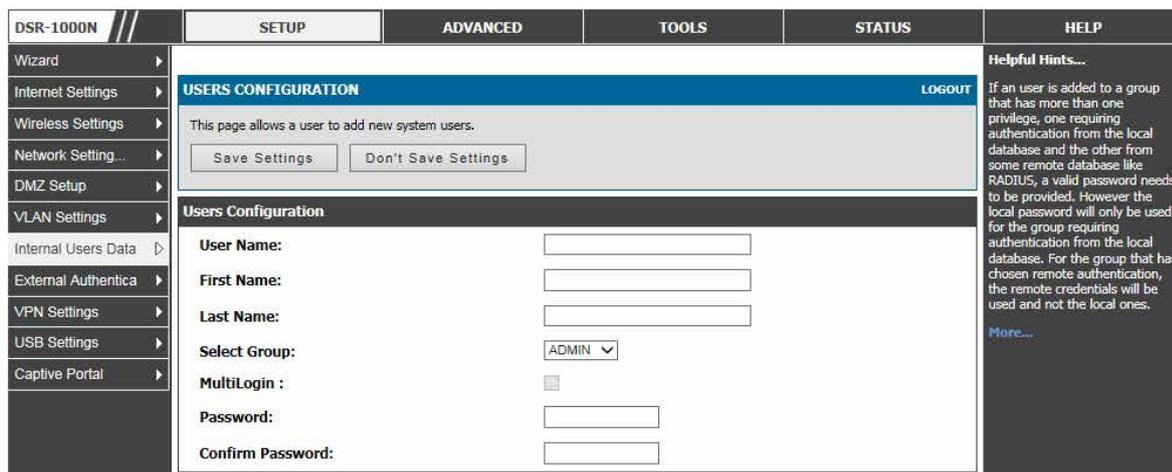 DSR-1000N
SETUP
ADVANCED
TOOLS
STATUS
HELP
Wizard
Internet Settings
Wireless Settings
Network Setting...
DMZ Setup
VLAN Settings
Internal Users Data
External Authentica
VPN Settings
USB Settings
Captive Portal
USERS CONFIGURATION
LOGOUT
This page allows a user to add new system users.
Save Settings
Don't Save Settings
Users Configuration
User Name:
First Name:
Last Name:
Select Group:
ADMIN
MultiLogin :
Password:
Confirm Password:
Helpful Hints...
If an user is added to a group
that has more than one
privilege, one requiring
authentication from the local
database and the other from
some remote database like
RADIUS, a valid password needs
to be provided. However the
local password will only be used
for the group requiring
authentication from the local
database. For the group that has
chosen remote authentication,
the remote credentials will be
used and not the local ones.
More...